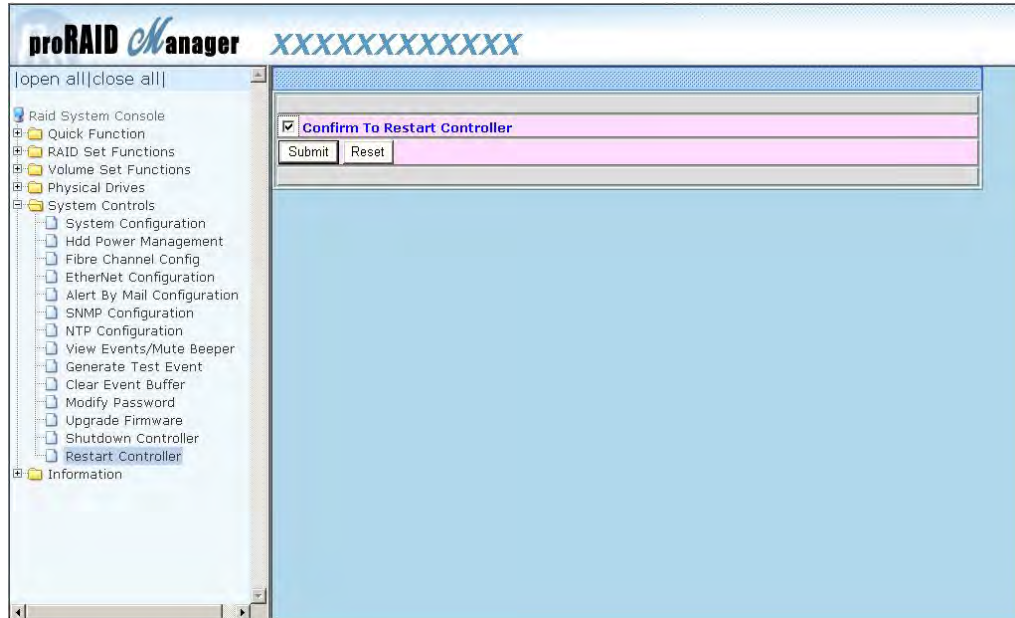 proRAID Manager XXXXXXXXXXXX
|open all|close all|
Raid System Console
Quick Function
RAID Set Functions
Volume Set Functions
Physical Drives
System Controls
System Configuration
Hdd Power Management
Fibre Channel Config
EtherNet Configuration
Alert By Mail Configuration
SNMP Configuration
NTP Configuration
View Events/Mute Beeper
Generate Test Event
Clear Event Buffer
Modify Password
Upgrade Firmware
Shutdown Controller
Restart Controller
Information
Confirm To Restart Controller
Submit Reset